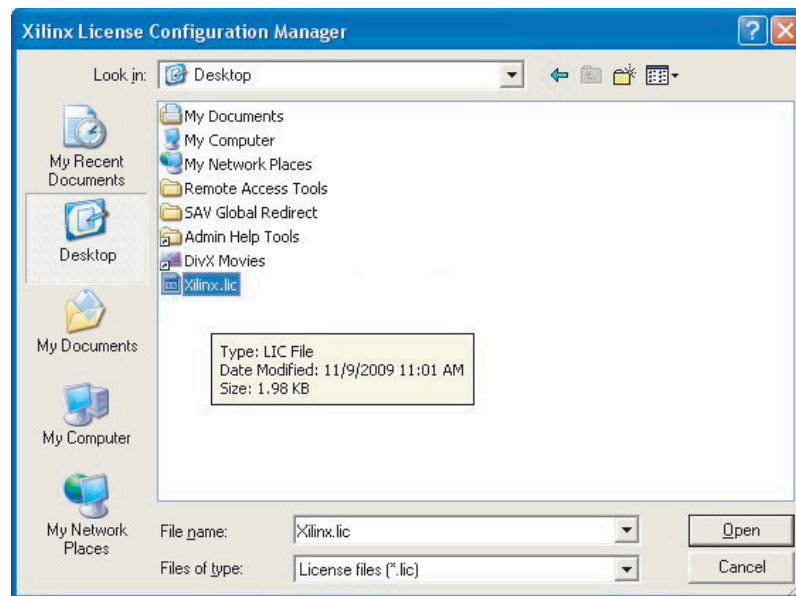 Xilinx License Configuration Manager
Look in:
Desktop
My Recent
Documents
Desktop
My Documents
My Computer
My Network
Places
My Documents
My Computer
My Network Places
Remote Access Tools
SAV Global Redirect
Admin Help Tools
DivX Movies
Xilinx.lic
Type: LIC File
Date Modified: 11/9/2009 11:01 AM
Size: 1.98 KB
File name:
Xilinx.lic
Open
Files of type:
License files (*.lic)
Cancel